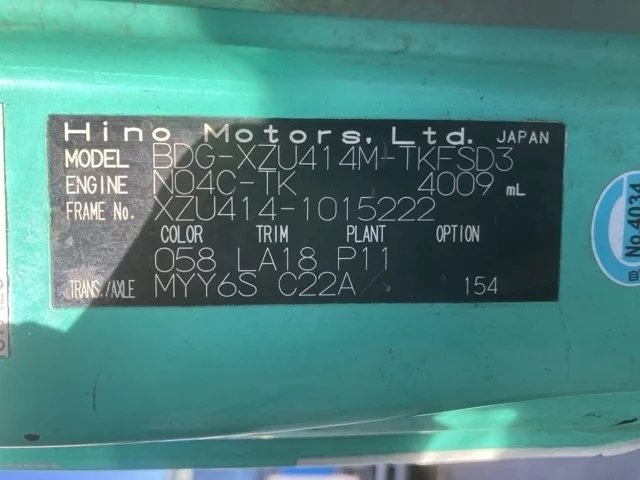 Hino Motors, Ltd. JAPAN
MODEL BDG-XZU414M-TKFSD3
ENGINE N04C-TK 4009 mL
FRAME No. XZU414-1015222
COLOR TRIM PLANT OPTION
058 LA18 P11
TRANS./AXLE MYY6S C22A 154
No.4034